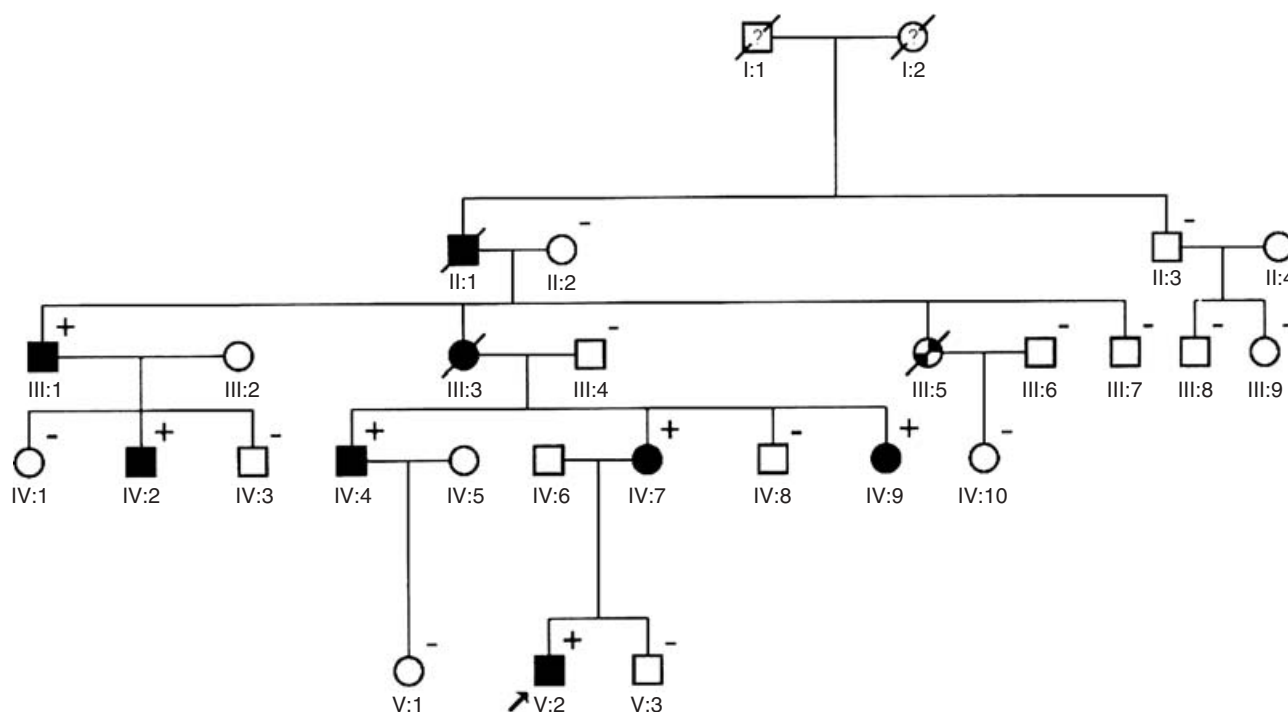 ? ?
I:1 I:2
- -
II:1 II:2 II:3 II:4
+ - - - - -
III:1 III:2 III:3 III:4 III:5 III:6 III:7 III:8 III:9
- + - + + - + -
IV:1 IV:2 IV:3 IV:4 IV:5 IV:6 IV:7 IV:8 IV:9 IV:10
- + -
V:1 V:2 V:3